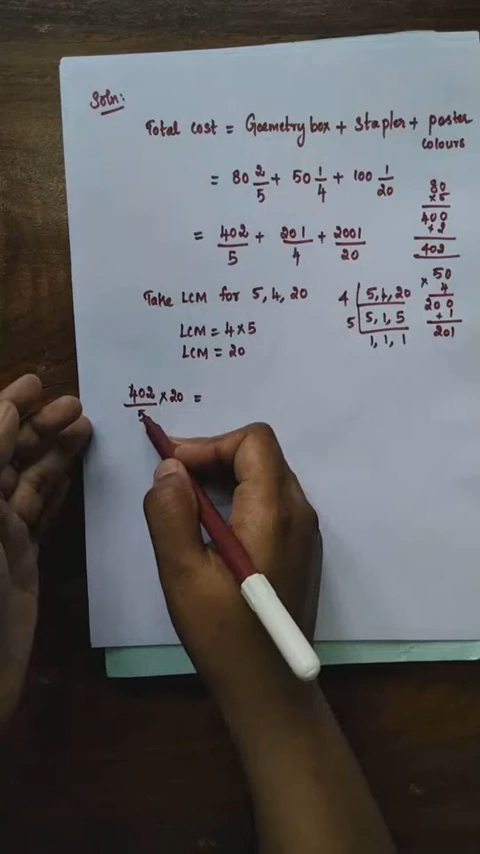 Soln:
Total cost = Geometry box + Stapler + poster colours
= 80 2/5 + 50 1/4 + 100 1/20
= 402/5 + 201/4 + 2001/20
Take LCM for 5, 4, 20
LCM = 4 × 5
LCM = 20
402/5 × 20 =
80
× 5
400
+ 2
402
× 50
4
200
+ 1
201
4 | 5, 4, 20
5 | 5, 1, 5
1, 1, 1